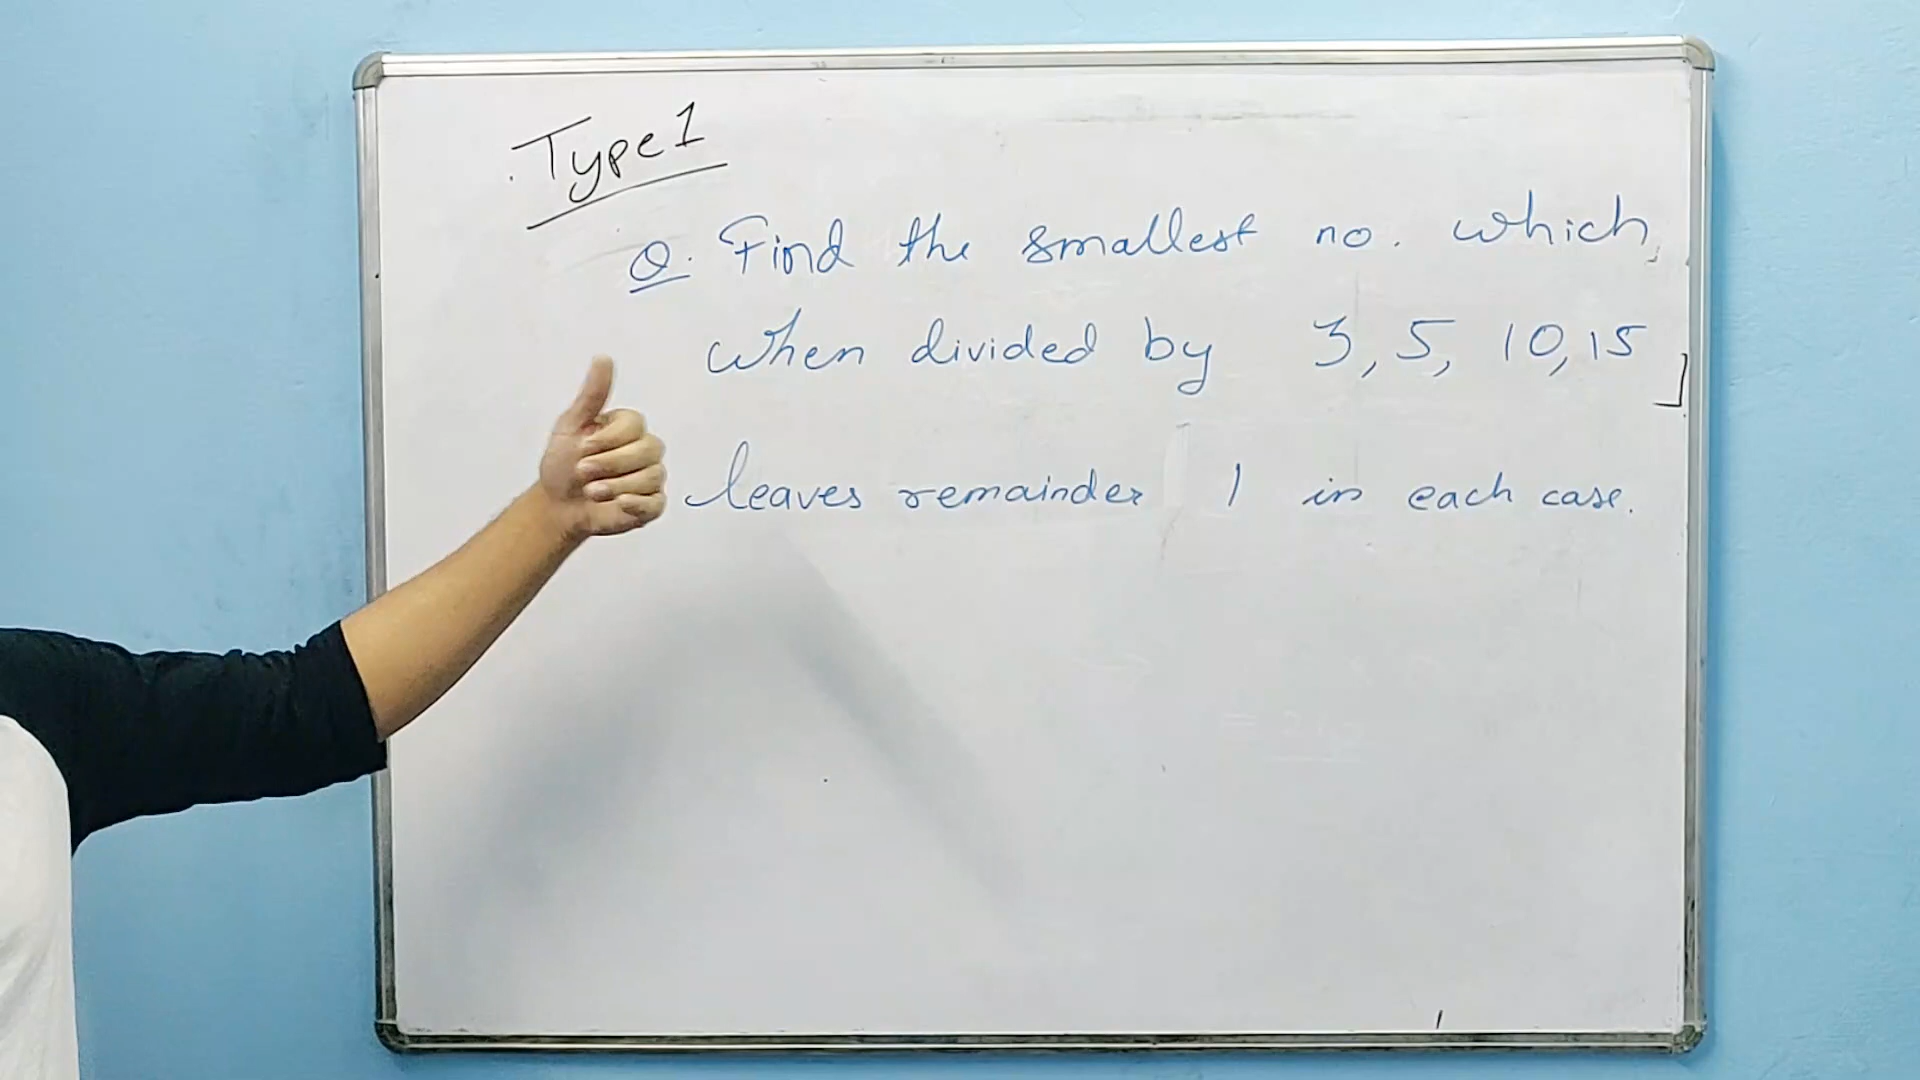 Type 1
Q. Find the smallest no. which,
when divided by 3, 5, 10, 15
leaves remainder 1 in each case.